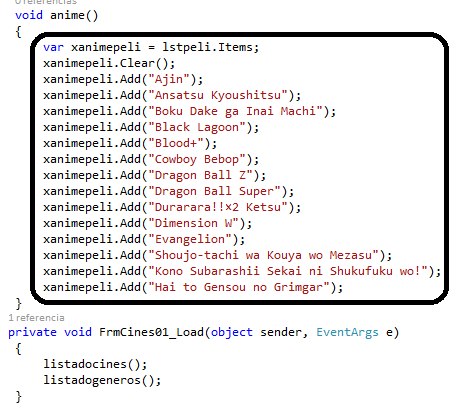 0 referencias
void anime()
{
var xanimepeli = lstpeli.Items;
xanimepeli.Clear();
xanimepeli.Add("Ajin");
xanimepeli.Add("Ansatsu Kyoushitsu");
xanimepeli.Add("Boku Dake ga Inai Machi");
xanimepeli.Add("Black Lagoon");
xanimepeli.Add("Blood+");
xanimepeli.Add("Cowboy Bebop");
xanimepeli.Add("Dragon Ball Z");
xanimepeli.Add("Dragon Ball Super");
xanimepeli.Add("Durarara!!×2 Ketsu");
xanimepeli.Add("Dimension W");
xanimepeli.Add("Evangelion");
xanimepeli.Add("Shoujo-tachi wa Kouya wo Mezasu");
xanimepeli.Add("Kono Subarashii Sekai ni Shukufuku wo!");
xanimepeli.Add("Hai to Gensou no Grimgar");
}
1 referencia
private void FrmCines01_Load(object sender, EventArgs e)
{
listadocines();
listadogeneros();
}